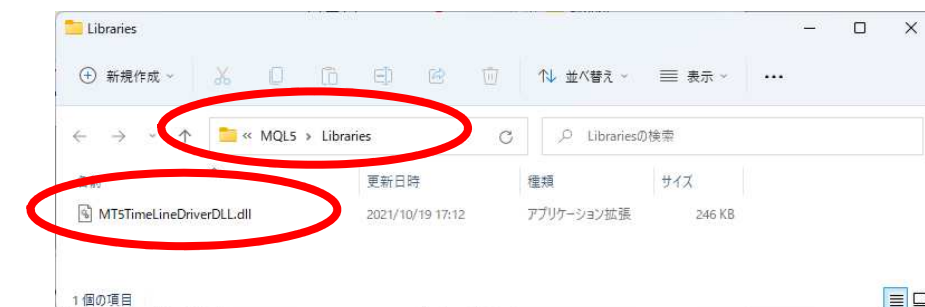 Libraries
新規作成 並べ替え 表示
« MQL5 › Libraries Librariesの検索
更新日時 種類 サイズ
MT5TimeLineDriverDLL.dll 2021/10/19 17:12 アプリケーション拡張 246 KB
1 個の項目